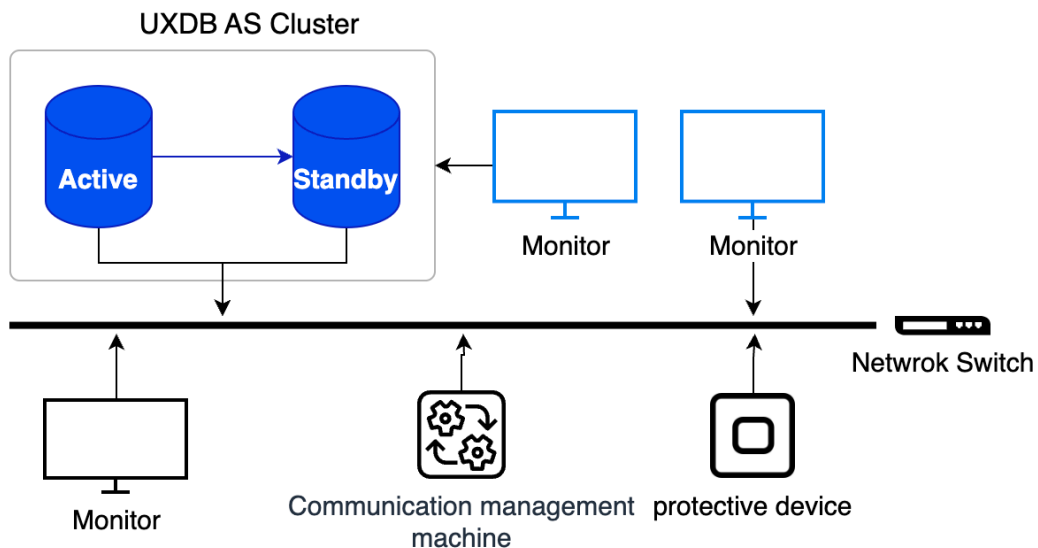 UXDB AS Cluster
Active
Standby
Monitor
Monitor
Netwrok Switch
Monitor
Communication management
machine
protective device